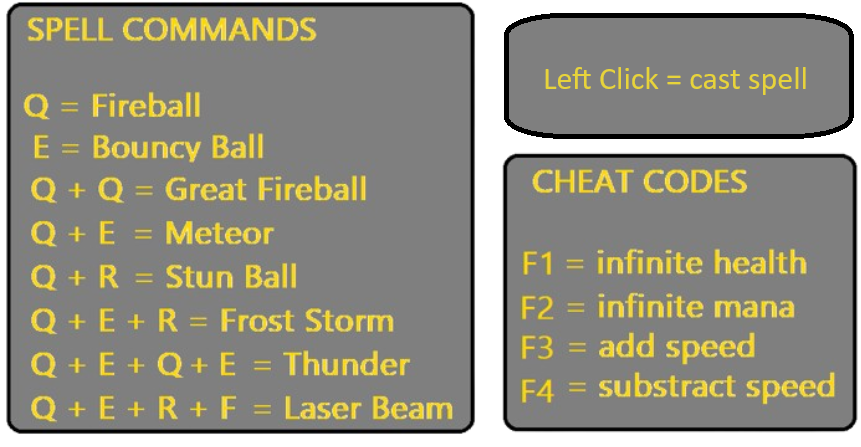 SPELL COMMANDS
Q = Fireball
E = Bouncy Ball
Q + Q = Great Fireball
Q + E = Meteor
Q + R = Stun Ball
Q + E + R = Frost Storm
Q + E + Q + E = Thunder
Q + E + R + F = Laser Beam
Left Click = cast spell
CHEAT CODES
F1 = infinite health
F2 = infinite mana
F3 = add speed
F4 = substract speed